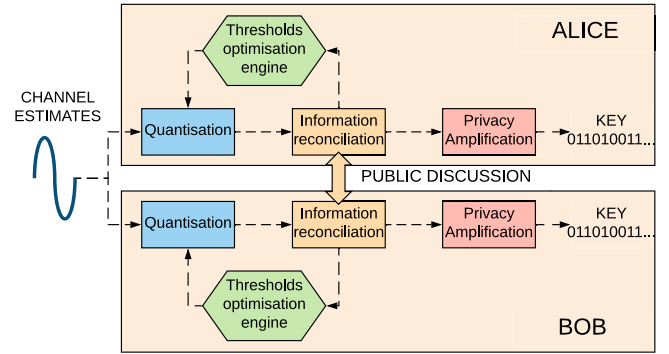 ALICE
Thresholds
optimisation
engine
CHANNEL
ESTIMATES
Quantisation
Information
reconciliation
Privacy
Amplification
KEY
011010011...
PUBLIC DISCUSSION
Quantisation
Information
reconciliation
Privacy
Amplification
KEY
011010011...
Thresholds
optimisation
engine
BOB